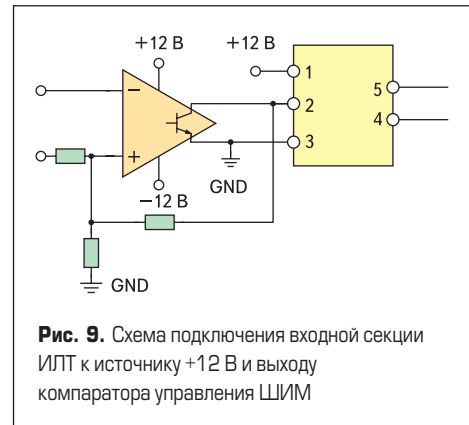 +12 В
+12 В
−
+
−12 В
GND
GND
1
2
3
5
4
Рис. 9. Схема подключения входной секции
ИЛТ к источнику +12 В и выходу
компаратора управления ШИМ